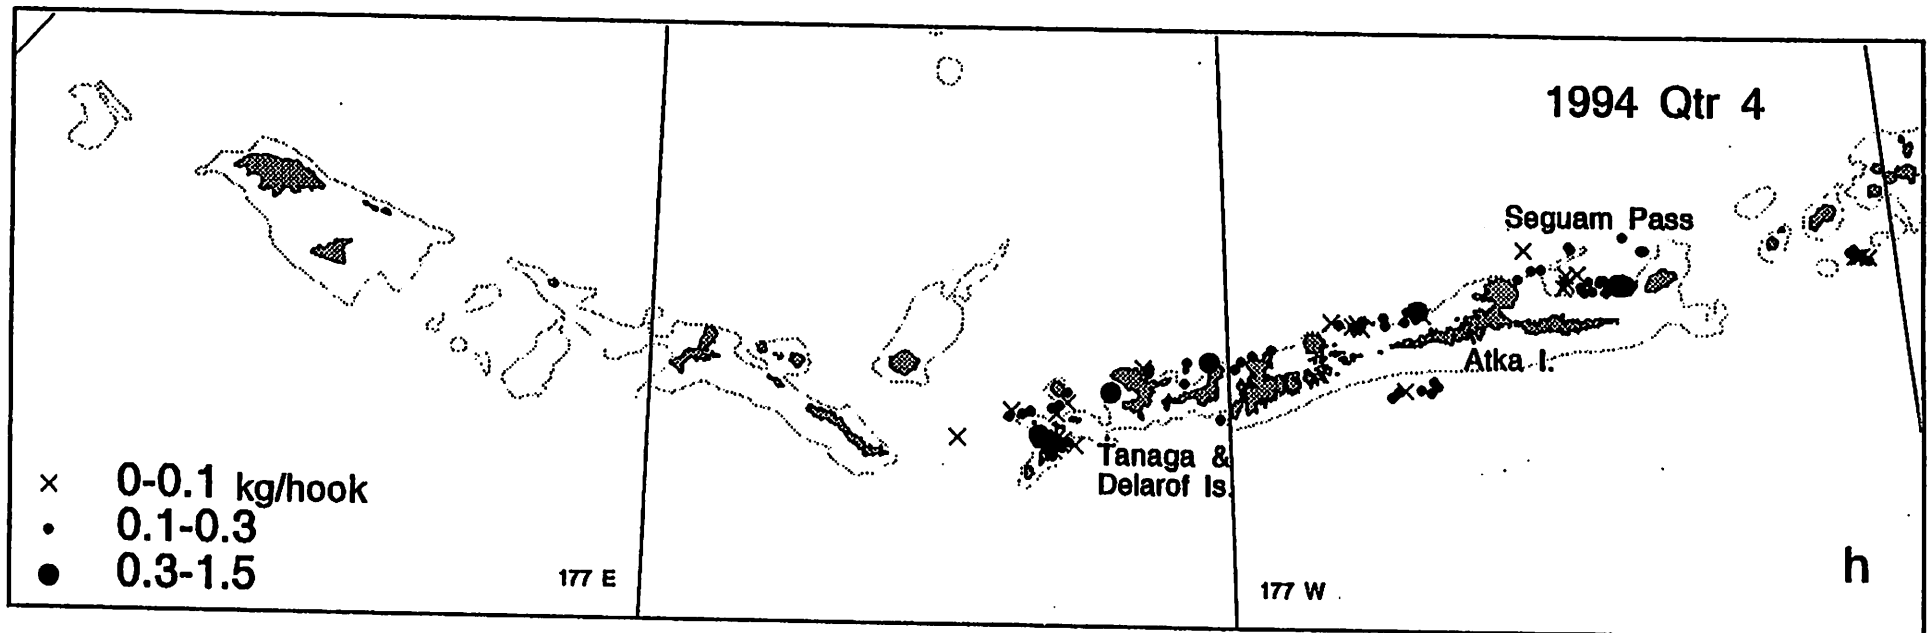 1994 Qtr 4
Seguam Pass
Atka I.
Tanaga &
Delarof Is.
× 0-0.1 kg/hook
• 0.1-0.3
● 0.3-1.5
177 E
177 W
h